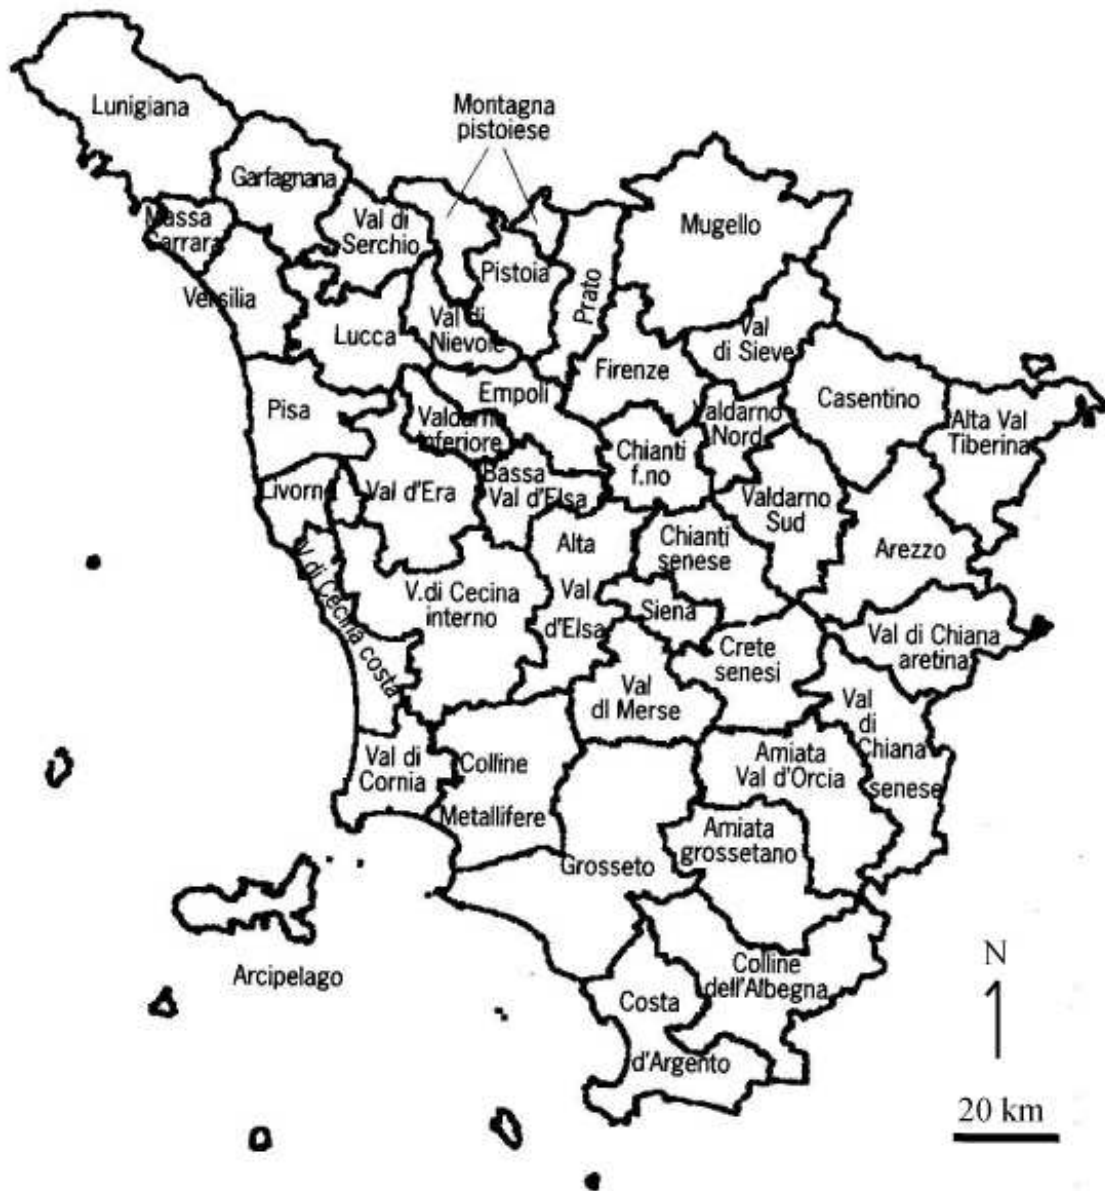 Lunigiana
Montagna
pistoiese
Garfagnana
Massa
Carrara
Val di
Serchio
Pistoia
Mugello
Versilia
Prato
Lucca
Val di
Nievole
Val
di Sieve
Firenze
Empoli
Casentino
Pisa
Valdarno
Inferiore
Valdarno
Nord
Alta Val
Tiberina
Chianti
f.no
Bassa
Val d'Elsa
Livorno
Val d'Era
Valdarno
Sud
Alta
Val
d'Elsa
Chianti
senese
Arezzo
V.di Cecina costa
V.di Cecina
interno
Siena
Val di Chiana
aretina
Crete
senesi
Val
dI Merse
Val
di
Chiana
senese
Val di
Cornia
Colline
Metallifere
Amiata
Val d'Orcia
Amiata
grossetano
Grosseto
Arcipelago
Colline
dell'Albegna
Costa
d'Argento
N
20 km